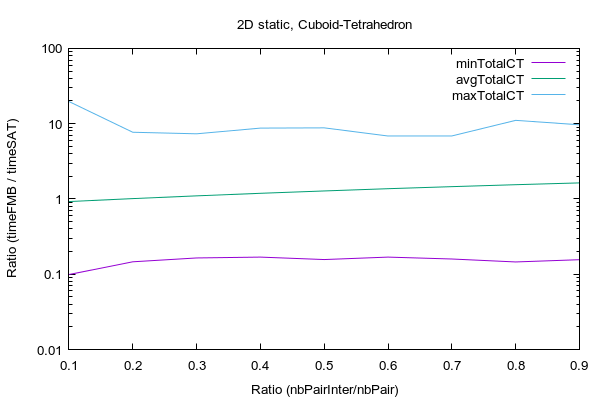 2D static, Cuboid-Tetrahedron
100
10
1
0.1
0.01
Ratio (timeFMB / timeSAT)
minTotalCT
avgTotalCT
maxTotalCT
0.1 0.2 0.3 0.4 0.5 0.6 0.7 0.8 0.9
Ratio (nbPairInter/nbPair)